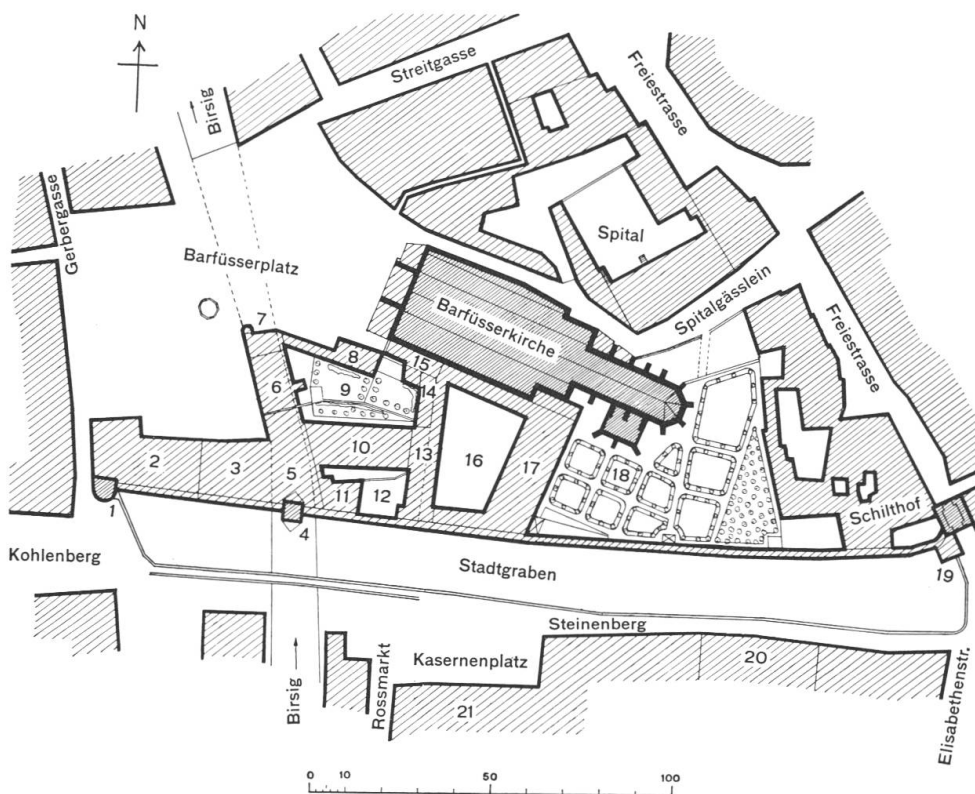 N
Streitgasse
Freiestrasse
Birsig
Gerbergasse
Spital
Barfüsserplatz
Spitalgässlein
Barfüsserkirche
Freiestrasse
7
8
15
6
9
14
2
3
5
10
13
16
17
18
11
12
Schilthof
1
4
19
Kohlenberg
Stadtgraben
Steinenberg
Birsig
Rossmarkt
Kasernenplatz
20
21
Elisabethenstr.
0 10 50 100